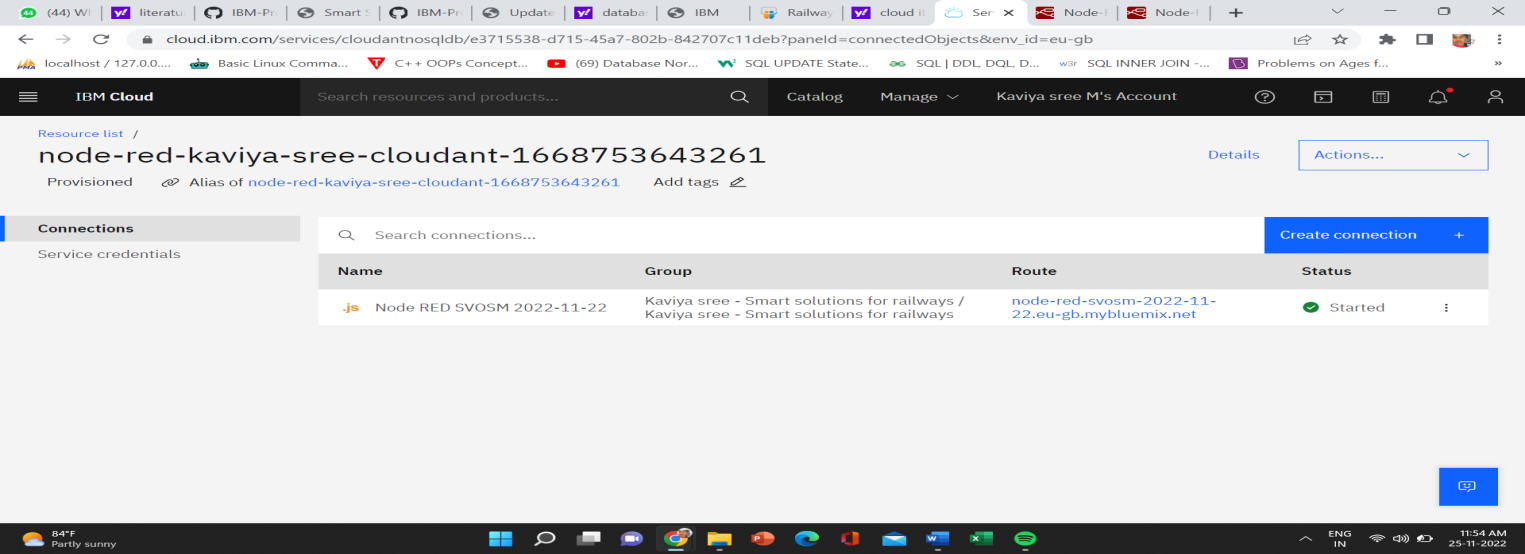 (44) Wh
literatu
IBM-Pro
Smart S
IBM-Pro
Update
databa
IBM
Railway
cloud i
Ser
Node-R
Node-R
cloud.ibm.com/services/cloudantnosqldb/e3715538-d715-45a7-802b-842707c11deb?paneId=connectedObjects&env_id=eu-gb
localhost / 127.0.0....
Basic Linux Comma...
C++ OOPs Concept...
(69) Database Nor...
SQL UPDATE State...
SQL | DDL, DQL, D...
w3r
SQL INNER JOIN -...
Problems on Ages f...
»
IBM Cloud
Search resources and products...
Catalog
Manage
Kaviya sree M's Account
Resource list /
node-red-kaviya-sree-cloudant-1668753643261
Details
Actions...
Provisioned
Alias of node-red-kaviya-sree-cloudant-1668753643261
Add tags
Connections
Service credentials
Search connections...
Create connection +
Name
Group
Route
Status
.js
Node RED SVOSM 2022-11-22
Kaviya sree - Smart solutions for railways /
Kaviya sree - Smart solutions for railways
node-red-svosm-2022-11-
22.eu-gb.mybluemix.net
Started
84°F
Partly sunny
ENG
IN
11:54 AM
25-11-2022